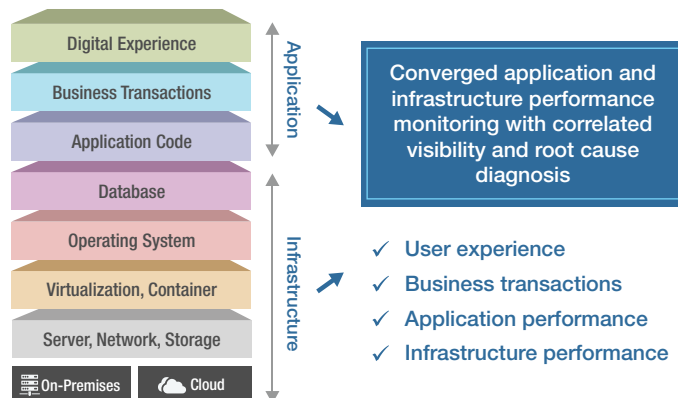 Digital Experience
Business Transactions
Application Code
Database
Operating System
Virtualization, Container
Server, Network, Storage
On-Premises
Cloud
Application
Infrastructure
Converged application and
infrastructure performance
monitoring with correlated
visibility and root cause
diagnosis
✓ User experience
✓ Business transactions
✓ Application performance
✓ Infrastructure performance